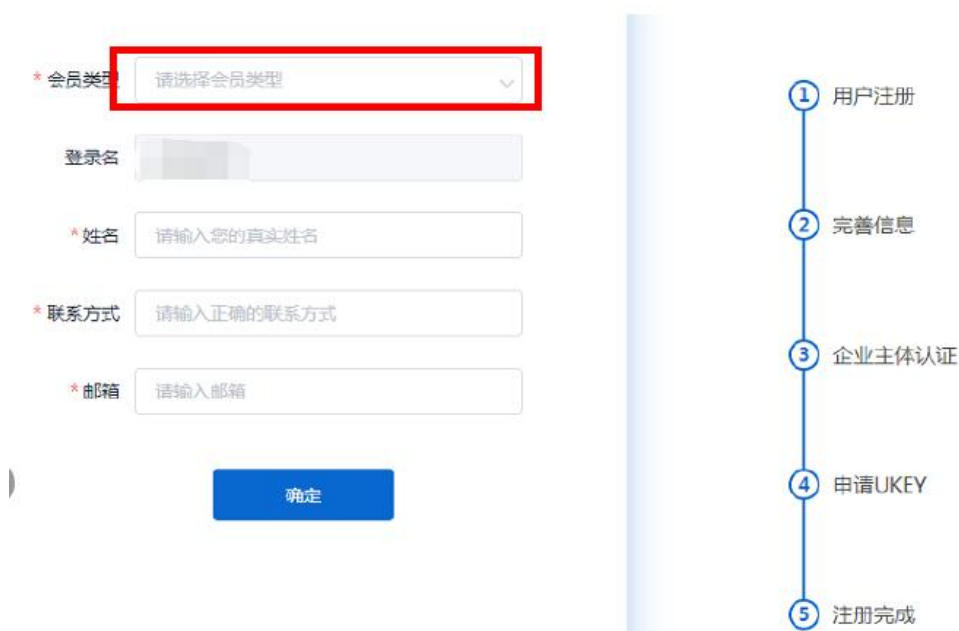 * 会员类型 请选择会员类型
登录名
* 姓名 请输入您的真实姓名
* 联系方式 请输入正确的联系方式
* 邮箱 请输入邮箱
确定
1 用户注册
2 完善信息
3 企业主体认证
4 申请UKEY
5 注册完成